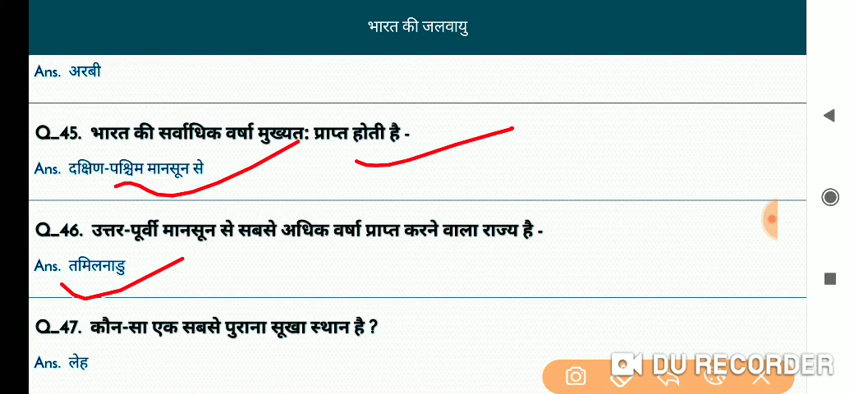 भारत की जलवायु
Ans. अरबी
Q_45. भारत की सर्वाधिक वर्षा मुख्यत: प्राप्त होती है -
Ans. दक्षिण-पश्चिम मानसून से
Q_46. उत्तर-पूर्वी मानसून से सबसे अधिक वर्षा प्राप्त करने वाला राज्य है -
Ans. तमिलनाडु
Q_47. कौन-सा एक सबसे पुराना सूखा स्थान है ?
Ans. लेह
DU RECORDER